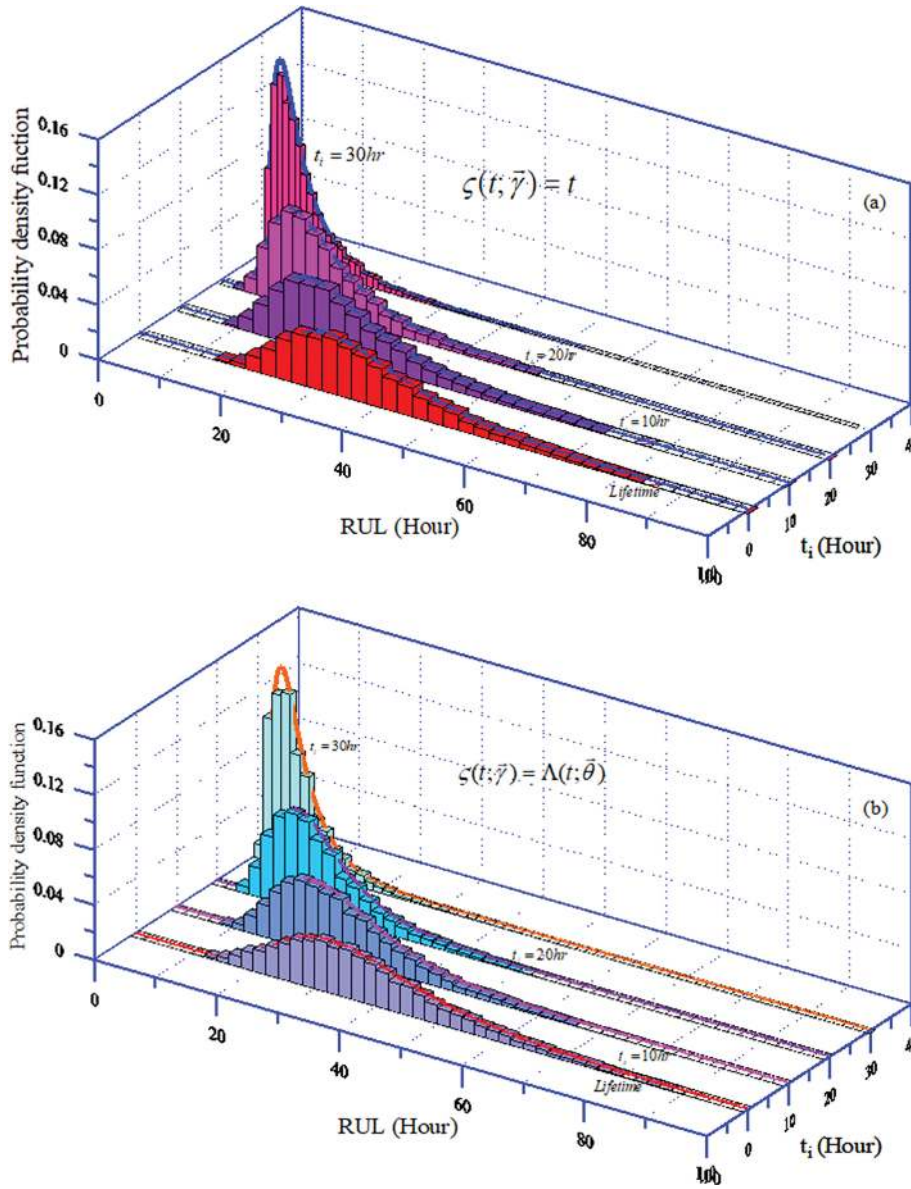 Probability density fuction
0.16
0.12
0.08
0.04
0
t_i = 30hr
ς(t; γ⃗) = t
(a)
t_i = 20hr
t_i = 10hr
Lifetime
0
20
40
60
80
RUL (Hour)
0
10
20
30
t_i (Hour)
Probability density function
0.16
0.12
0.08
0.04
0
t_i = 30hr
ς(t; γ⃗) = Λ(t; θ⃗)
(b)
t_i = 20hr
t_i = 10hr
Lifetime
0
20
40
60
80
RUL (Hour)
0
10
20
30
t_i (Hour)